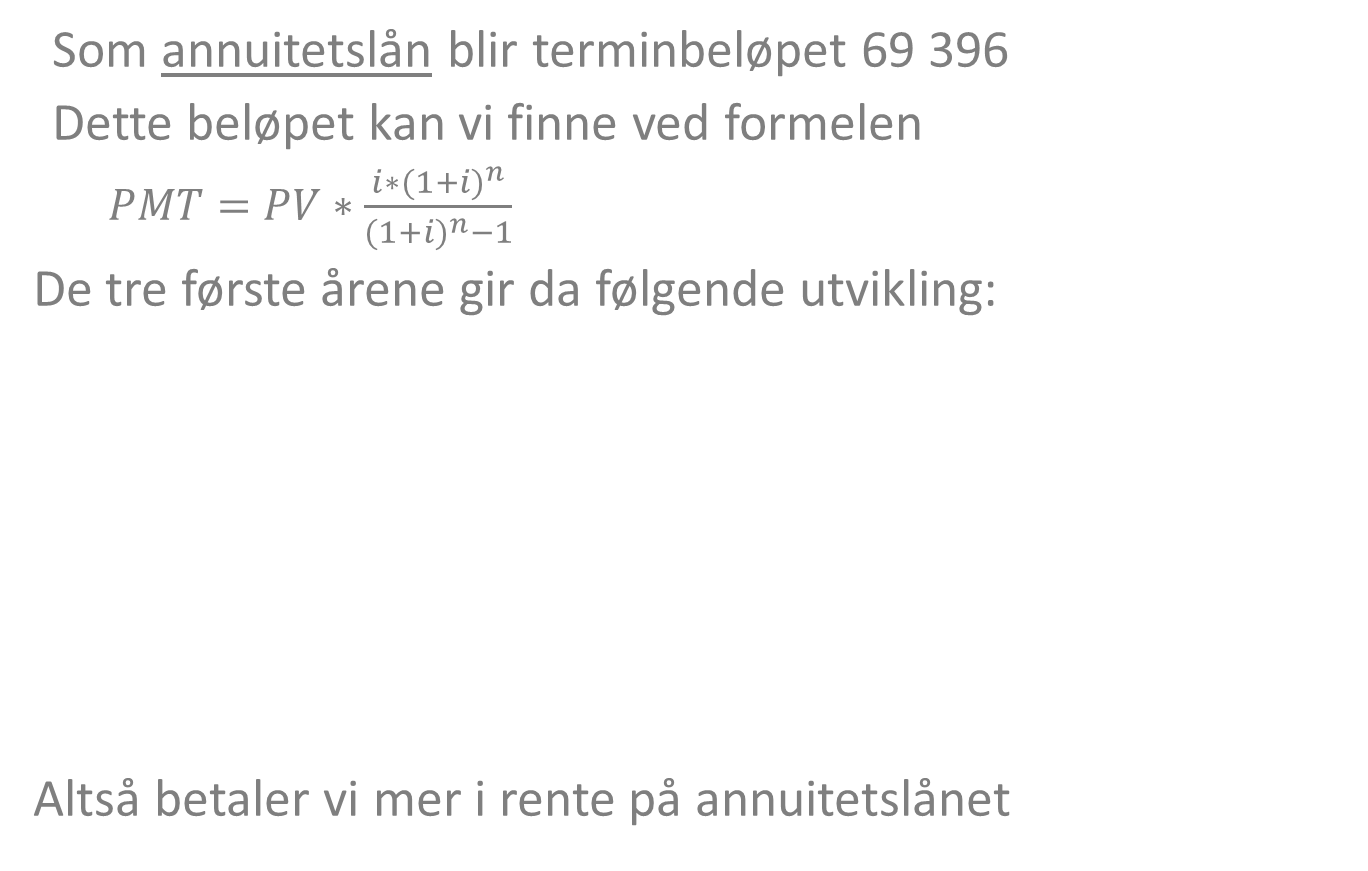 Som annuitetslån blir terminbeløpet 69 396
Dette beløpet kan vi finne ved formelen
PMT = PV * i*(1+i)^n / (1+i)^n−1
De tre første årene gir da følgende utvikling:
Altså betaler vi mer i rente på annuitetslånet